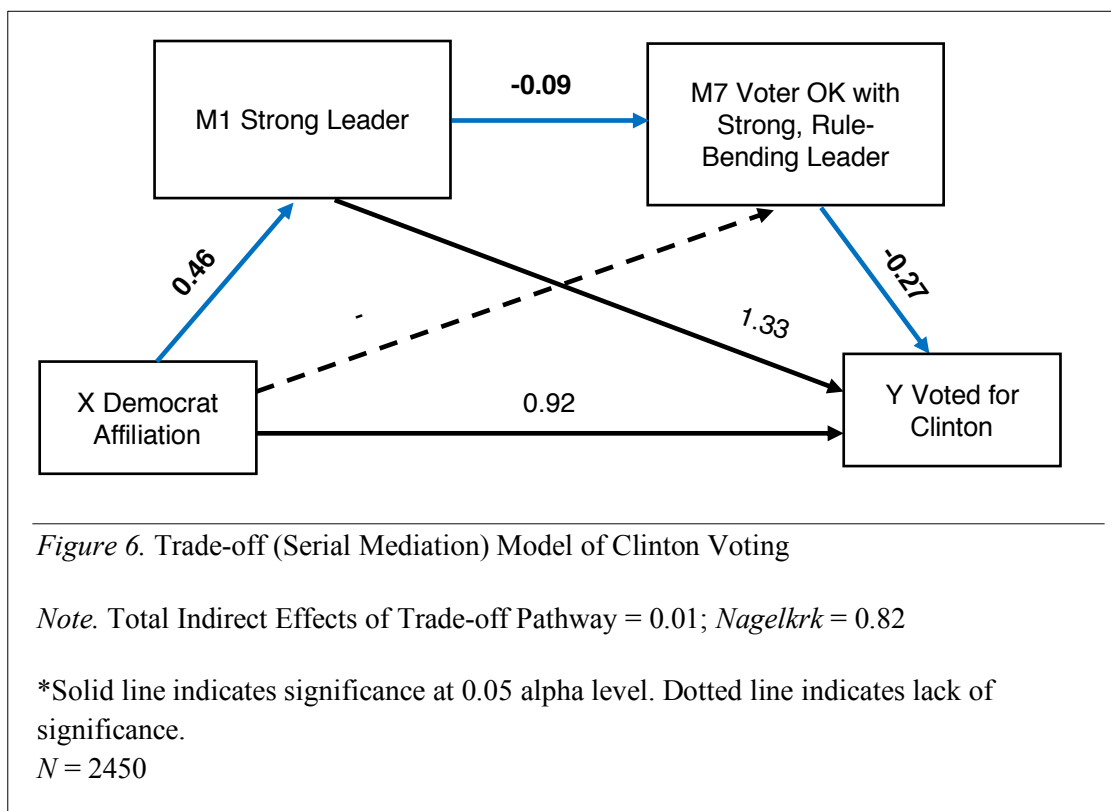 -0.09
M1 Strong Leader
M7 Voter OK with
Strong, Rule-
Bending Leader
0.46
-0.27
-
1.33
X Democrat
Affiliation
0.92
Y Voted for
Clinton
Figure 6. Trade-off (Serial Mediation) Model of Clinton Voting
Note. Total Indirect Effects of Trade-off Pathway = 0.01; Nagelkrk = 0.82
*Solid line indicates significance at 0.05 alpha level. Dotted line indicates lack of
significance.
N = 2450